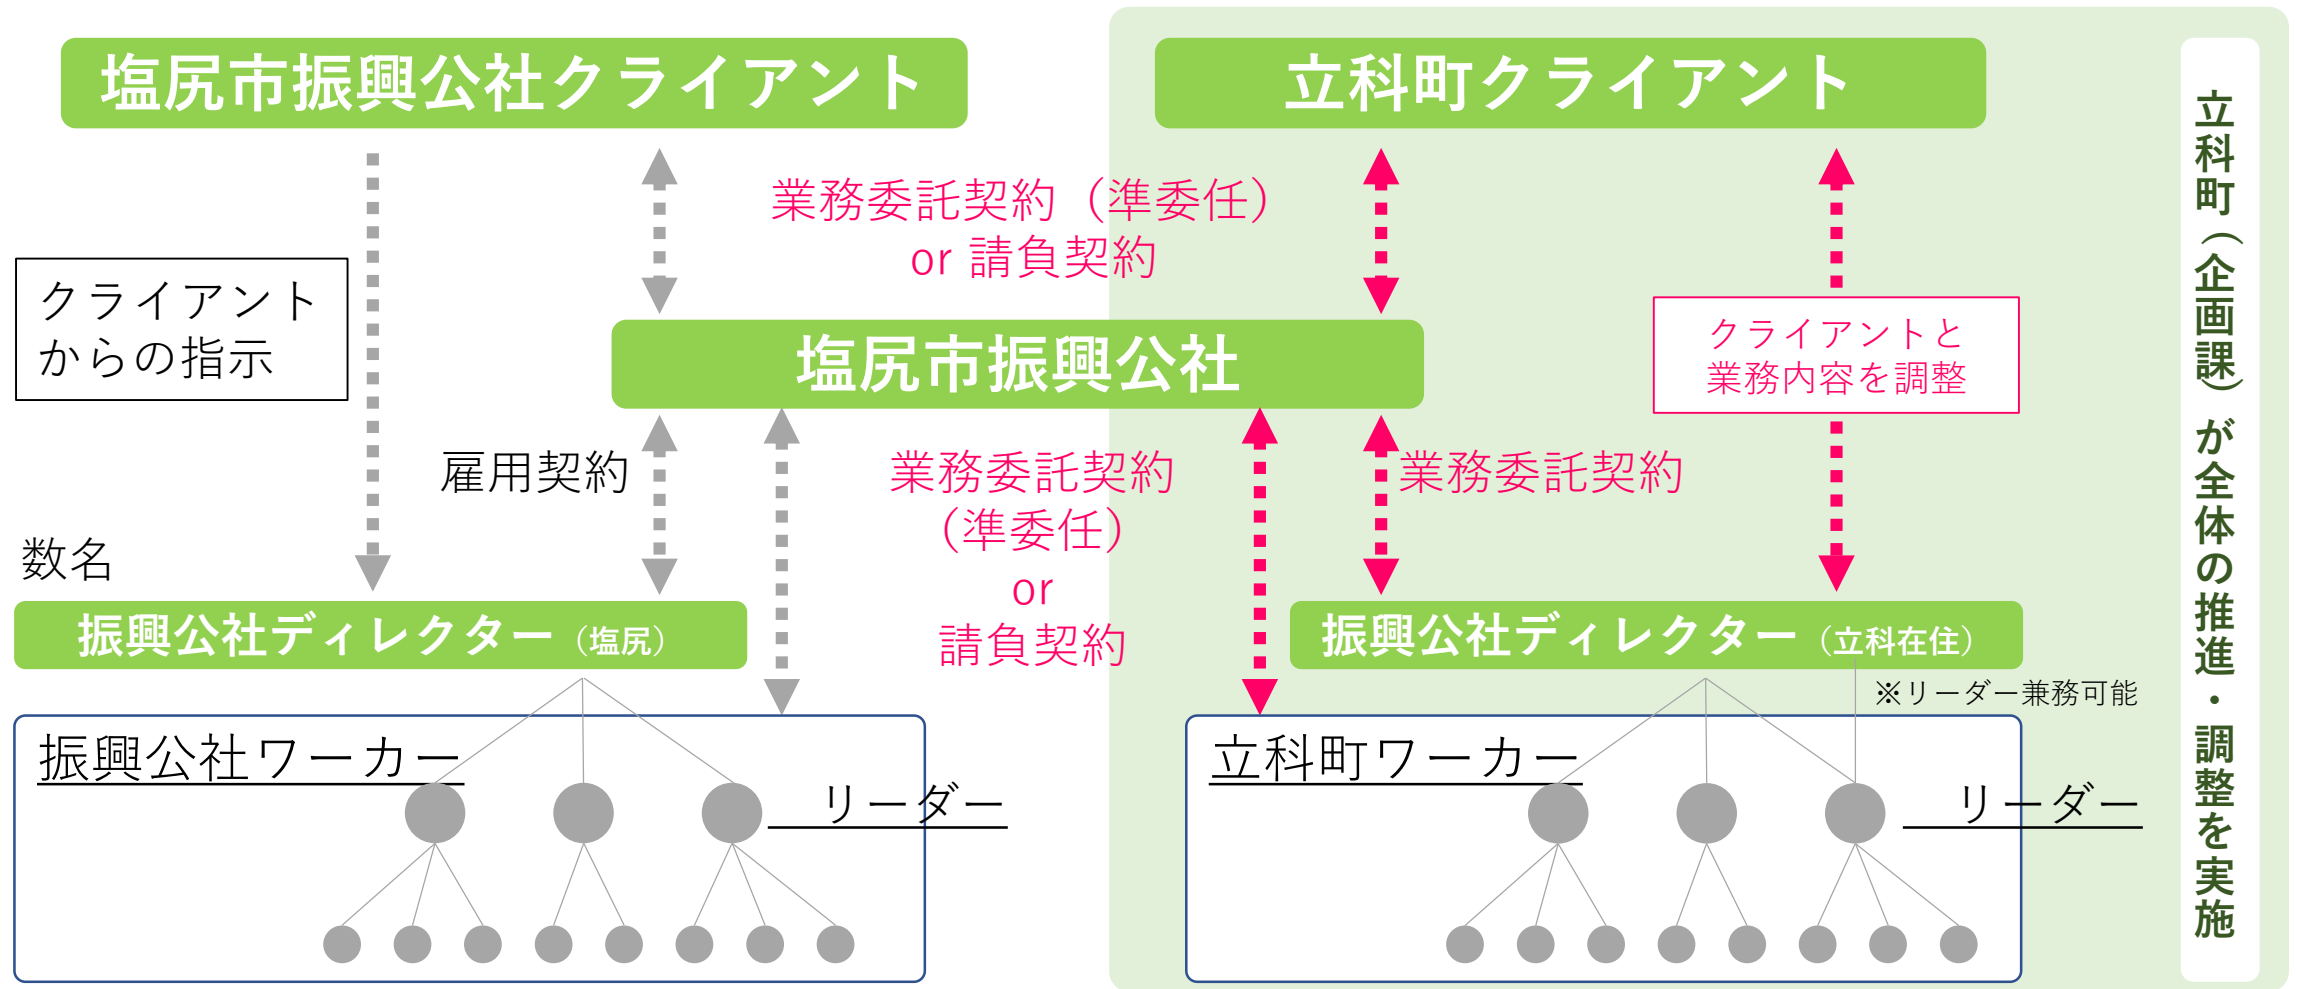 塩尻市振興公社クライアント
立科町クライアント
業務委託契約（準委任）
or 請負契約
クライアント
からの指示
塩尻市振興公社
クライアントと
業務内容を調整
雇用契約
業務委託契約
（準委任）
or
請負契約
業務委託契約
数名
振興公社ディレクター（塩尻）
振興公社ディレクター（立科在住）
※リーダー兼務可能
振興公社ワーカー
リーダー
立科町ワーカー
リーダー
立科町（企画課）が全体の推進・調整を実施